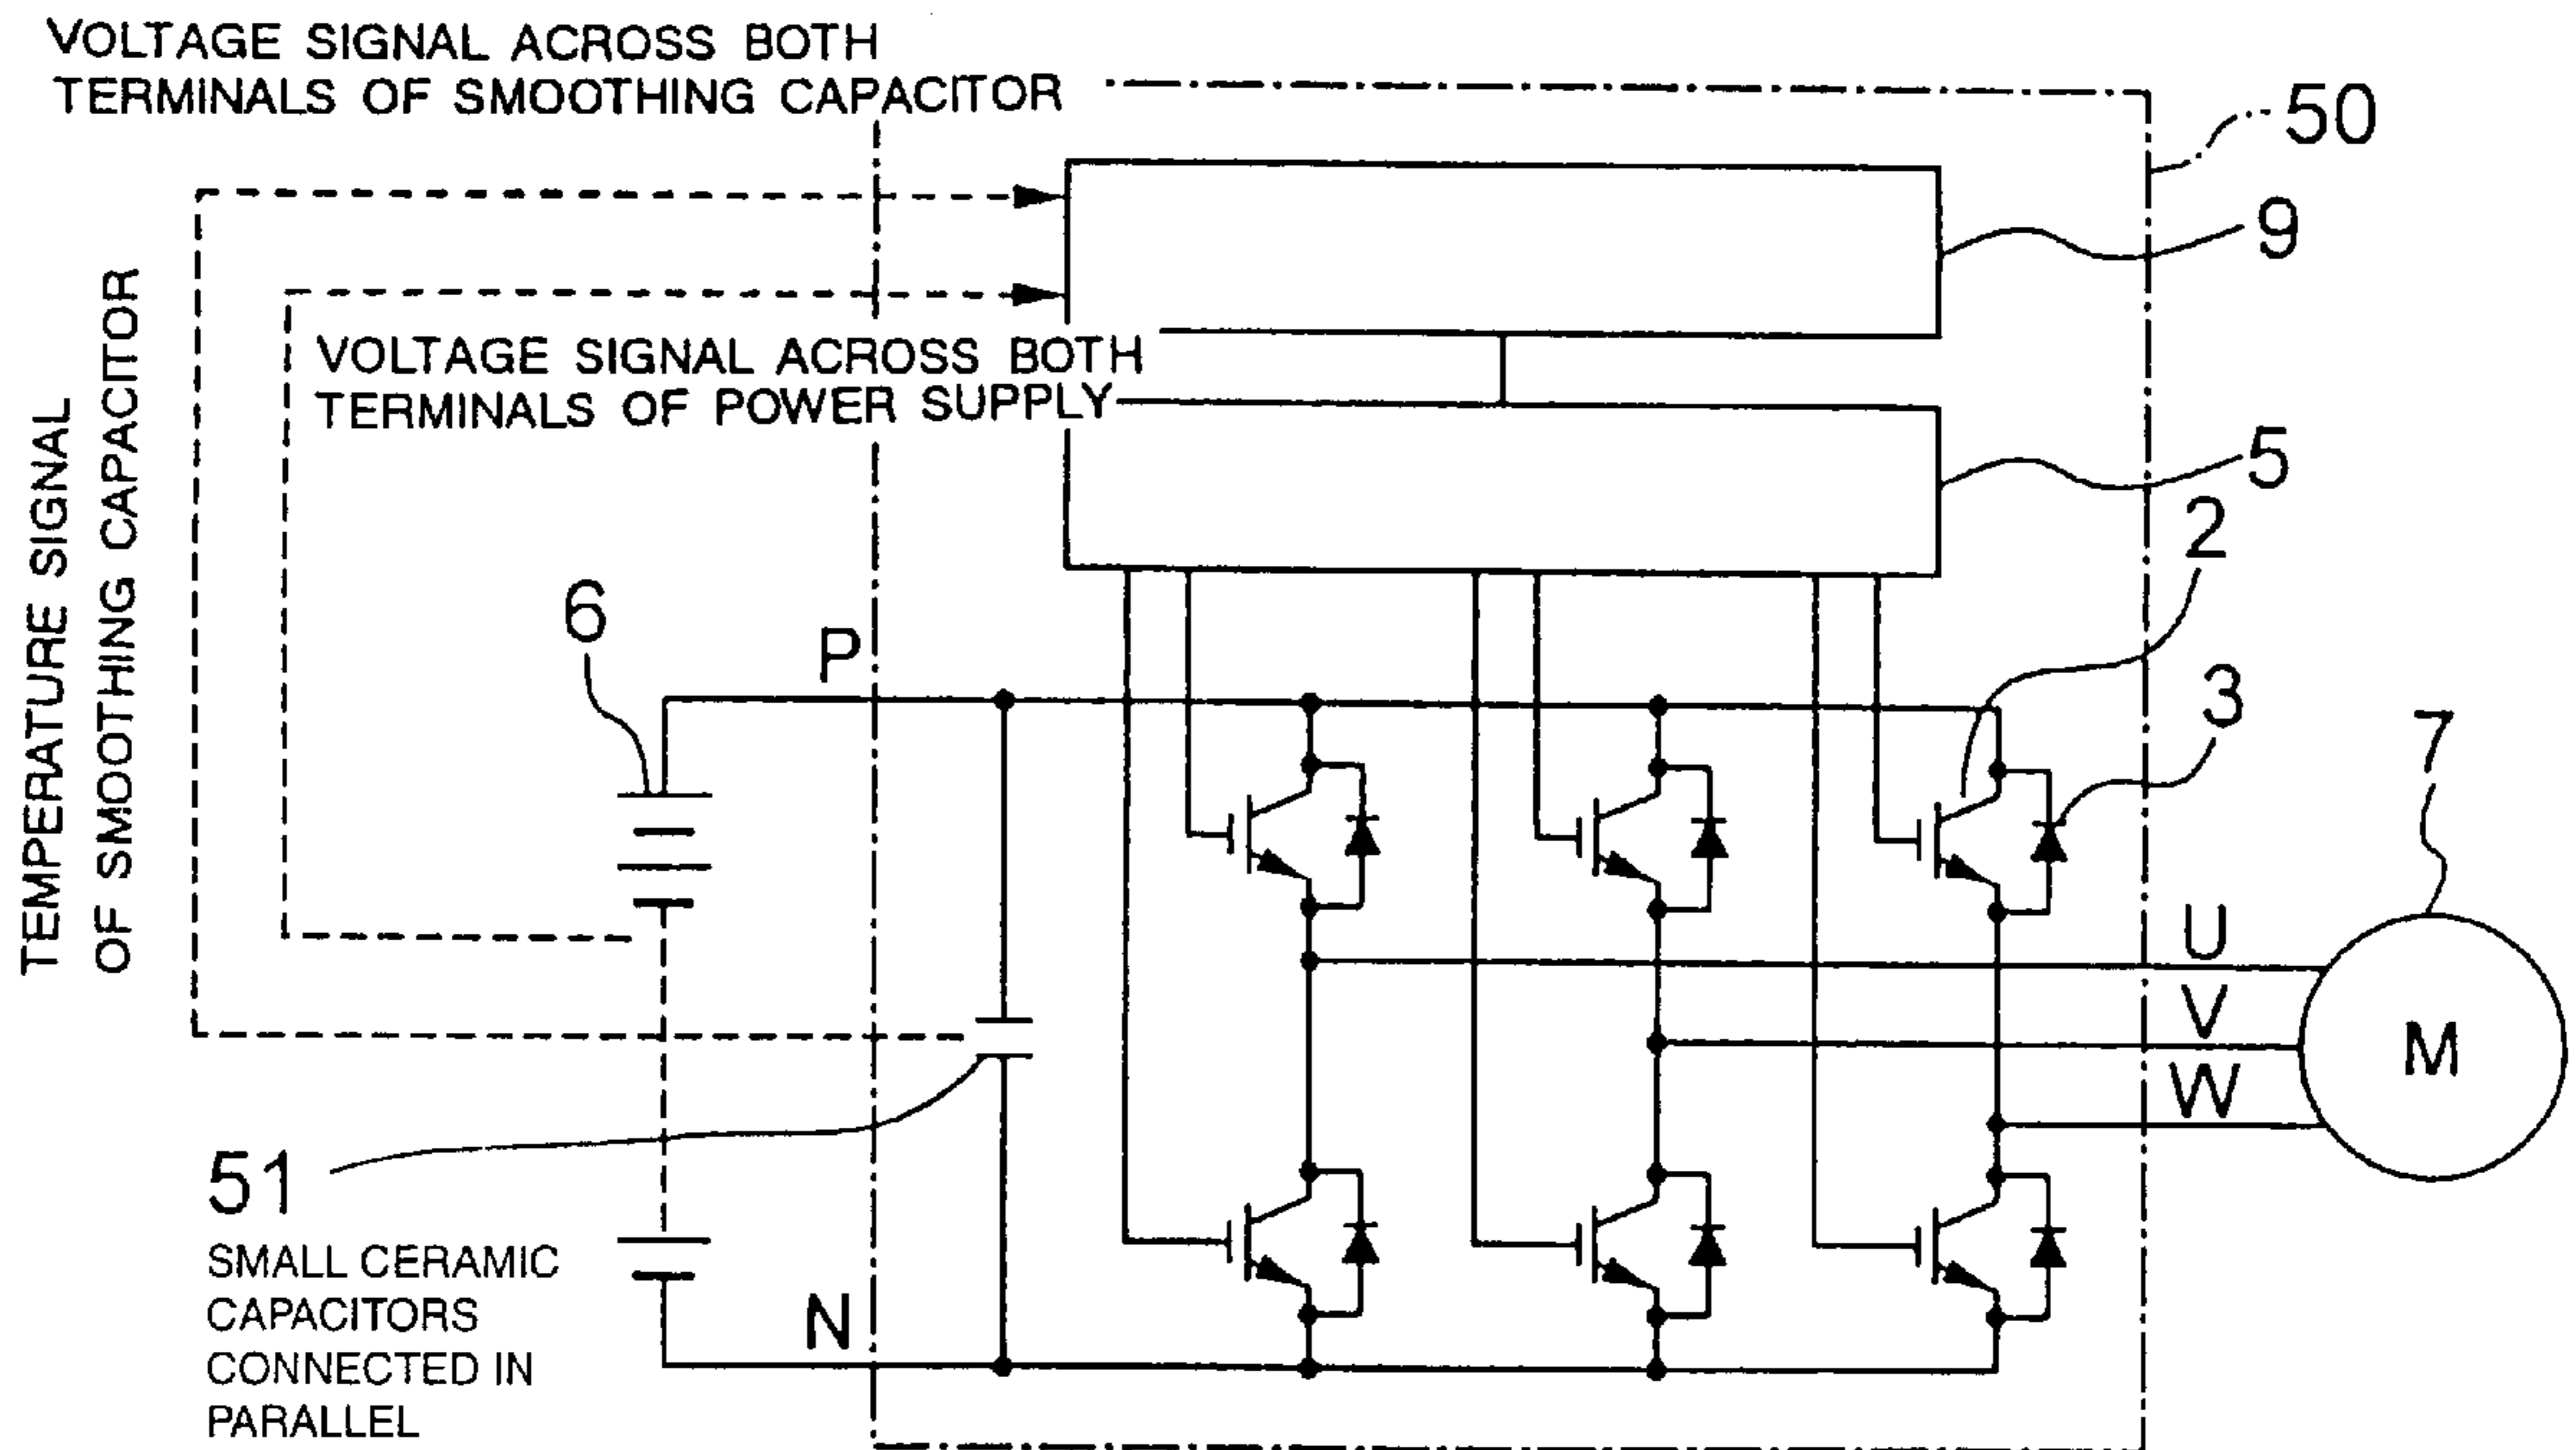 VOLTAGE SIGNAL ACROSS BOTH
TERMINALS OF SMOOTHING CAPACITOR
50
9
VOLTAGE SIGNAL ACROSS BOTH
TERMINALS OF POWER SUPPLY
TEMPERATURE SIGNAL
OF SMOOTHING CAPACITOR
5
2
6
P
3
7
U
V
W
M
51
SMALL CERAMIC
CAPACITORS
CONNECTED IN
PARALLEL
N